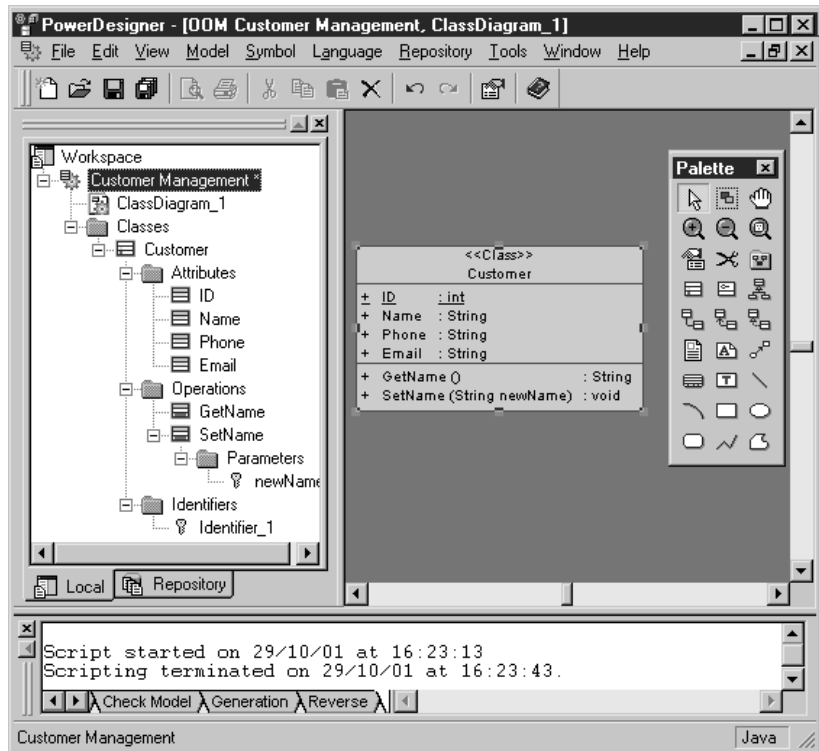 PowerDesigner - [OOM Customer Management, ClassDiagram_1]
File Edit View Model Symbol Language Repository Tools Window Help
Workspace
Customer Management *
ClassDiagram_1
Classes
Customer
Attributes
ID
Name
Phone
Email
Operations
GetName
SetName
Parameters
newName
Identifiers
Identifier_1
Local Repository
<<Class>>
Customer
+ ID : int
+ Name : String
+ Phone : String
+ Email : String
+ GetName () : String
+ SetName (String newName) : void
Palette
Script started on 29/10/01 at 16:23:13
Scripting terminated on 29/10/01 at 16:23:43.
Check Model Generation Reverse
Customer Management Java